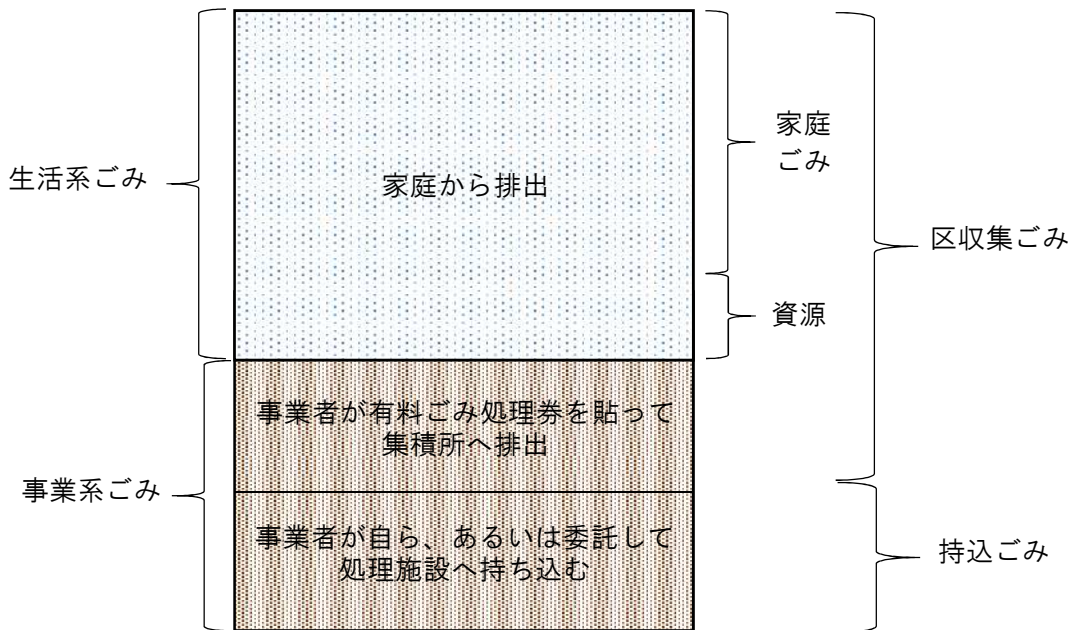 生活系ごみ
家庭から排出
家庭
ごみ
資源
区収集ごみ
事業系ごみ
事業者が有料ごみ処理券を貼って
集積所へ排出
事業者が自ら、あるいは委託して
処理施設へ持ち込む
持込ごみ